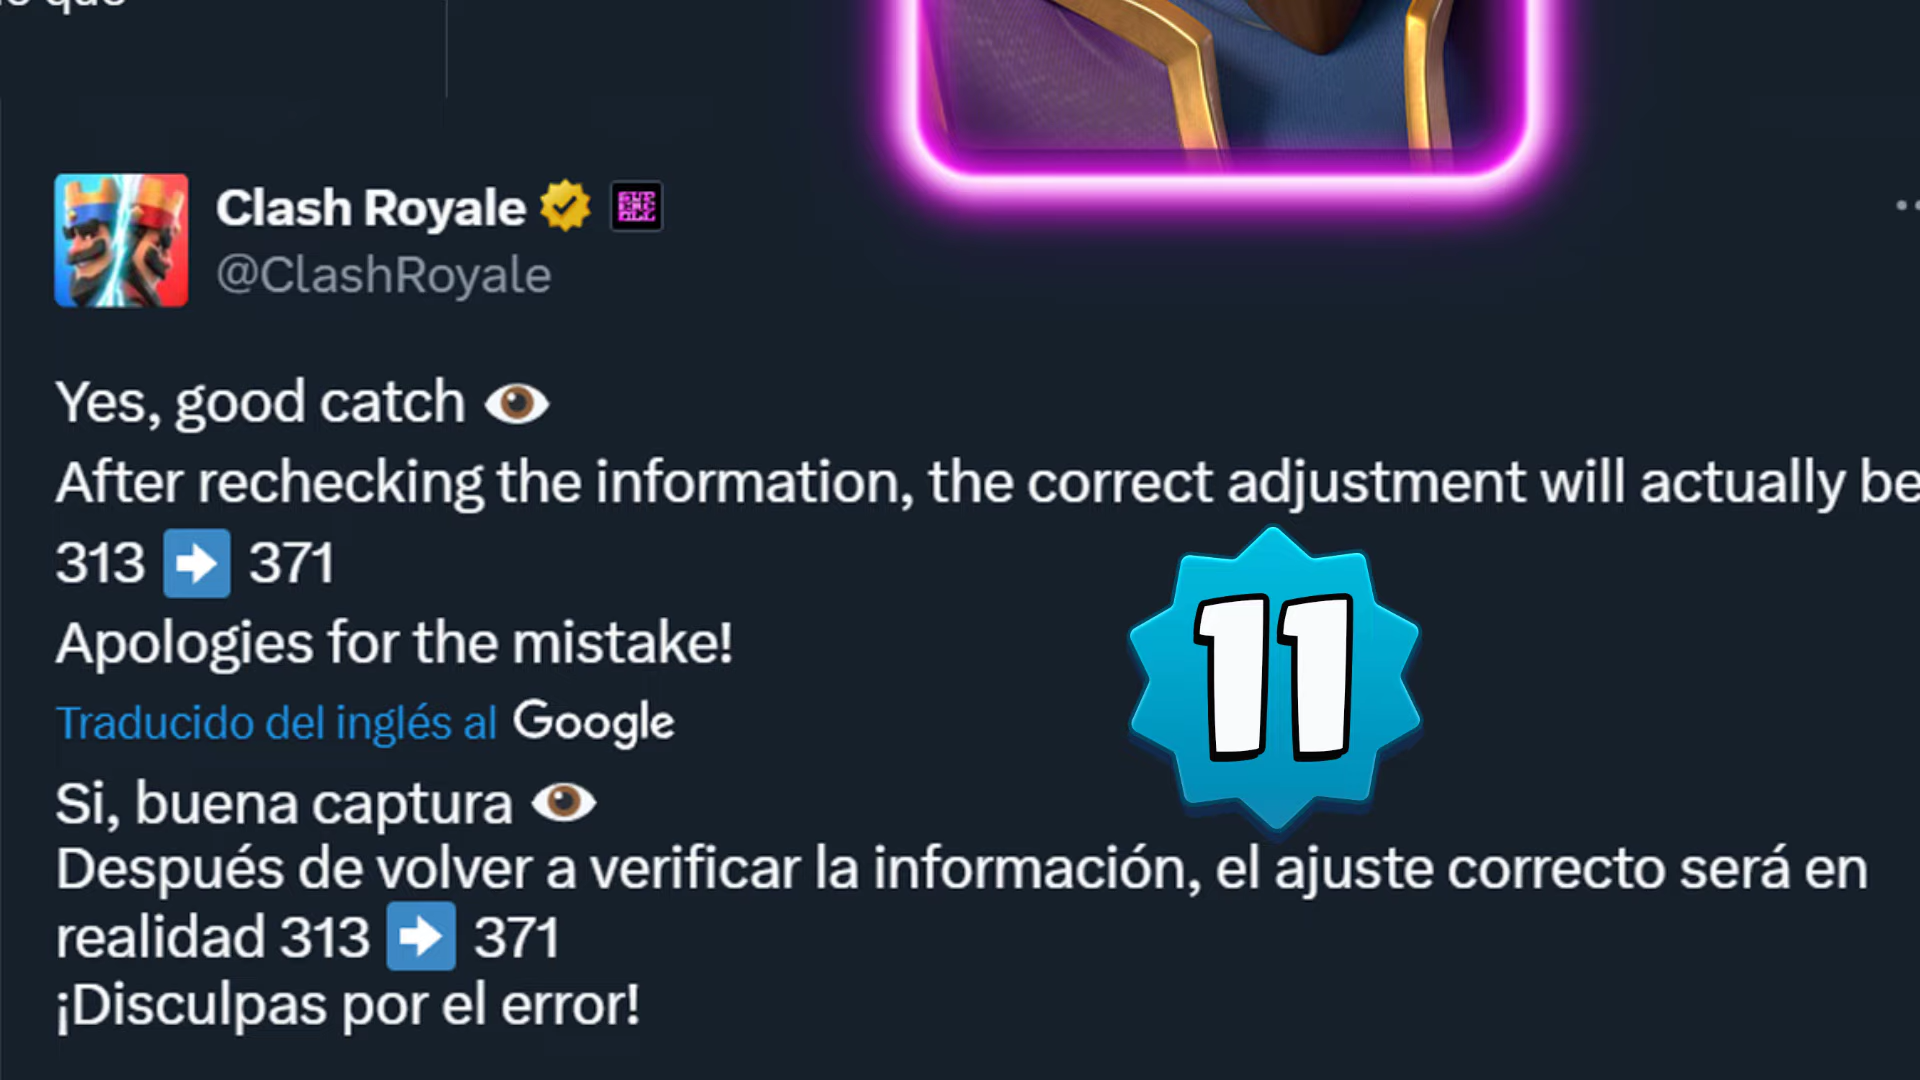 que
Clash Royale
@ClashRoyale
Yes, good catch 👁
After rechecking the information, the correct adjustment will actually be
313 ➡ 371
Apologies for the mistake!
11
Traducido del inglés al Google
Si, buena captura 👁
Después de volver a verificar la información, el ajuste correcto será en
realidad 313 ➡ 371
¡Disculpas por el error!